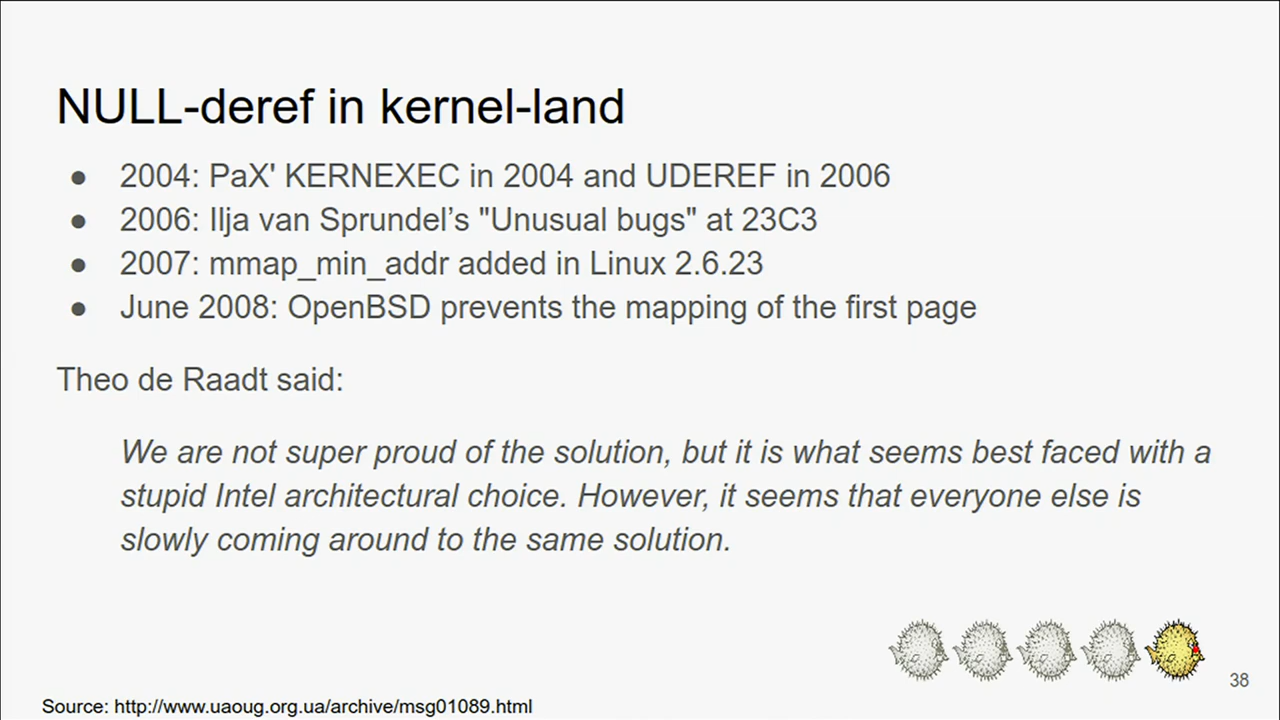 NULL-deref in kernel-land
● 2004: PaX' KERNEXEC in 2004 and UDEREF in 2006
● 2006: Ilja van Sprundel’s "Unusual bugs" at 23C3
● 2007: mmap_min_addr added in Linux 2.6.23
● June 2008: OpenBSD prevents the mapping of the first page
Theo de Raadt said:
We are not super proud of the solution, but it is what seems best faced with a
stupid Intel architectural choice. However, it seems that everyone else is
slowly coming around to the same solution.
38
Source: http://www.uaoug.org.ua/archive/msg01089.html